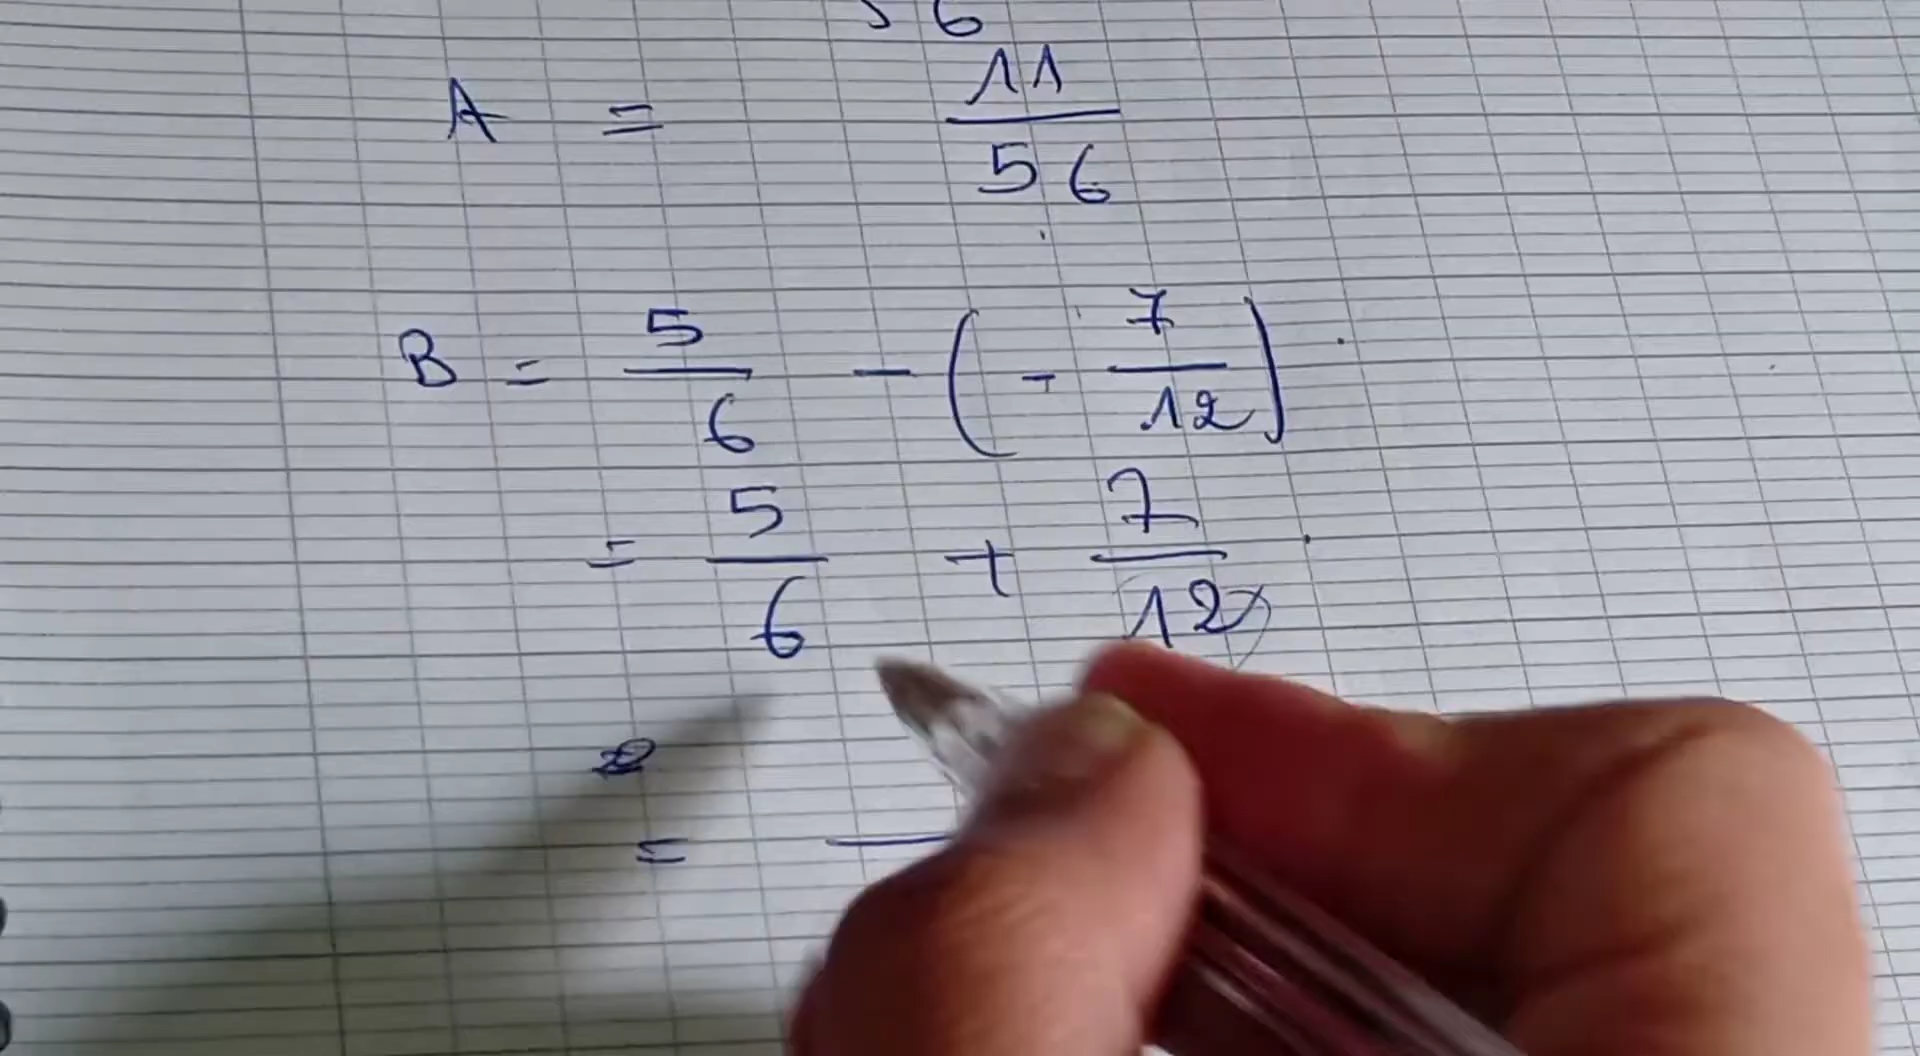 56
A = 11/56
B = 5/6 - (- 7/12)
= 5/6 + 7/12
=